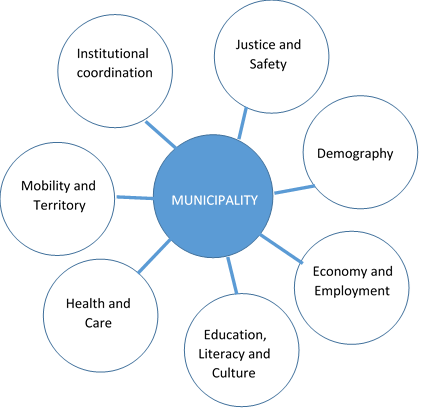 Institutional
coordination
Justice and
Safety
Demography
Mobility and
Territory
MUNICIPALITY
Economy and
Employment
Health and
Care
Education,
Literacy and
Culture